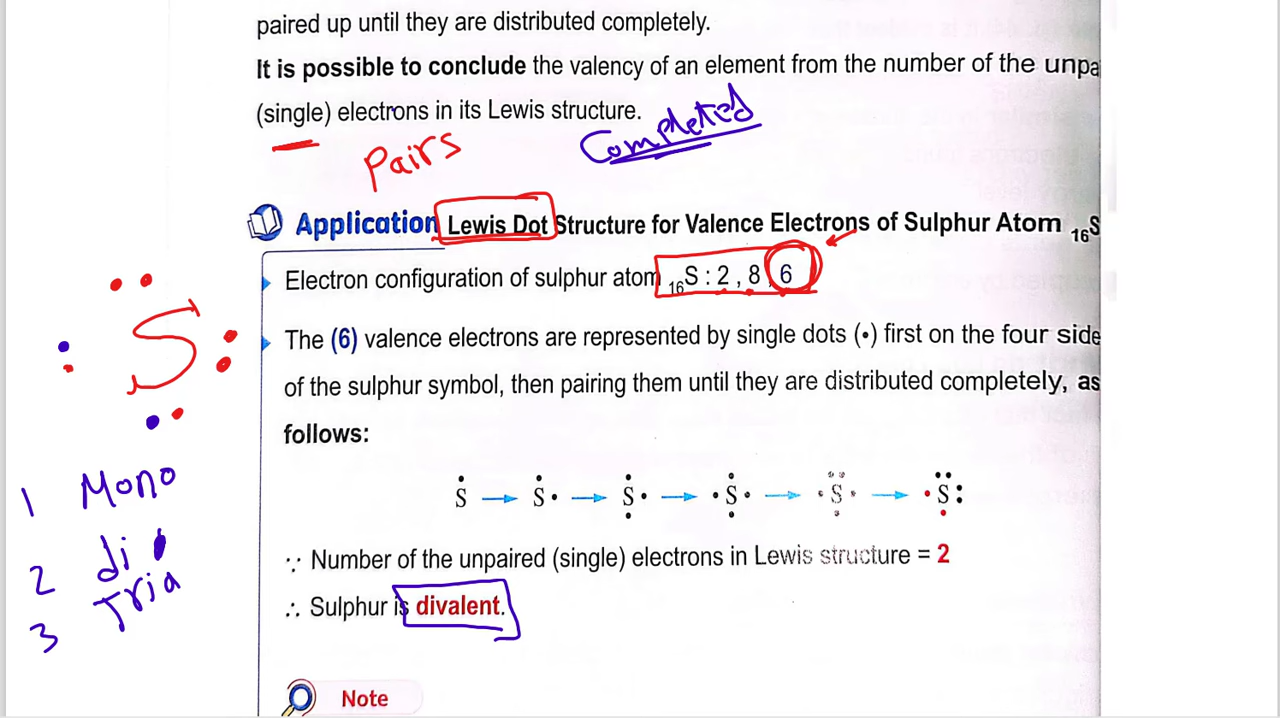 paired up until they are distributed completely.
It is possible to conclude the valency of an element from the number of the unpa
(single) electrons in its Lewis structure.
Completed
Pairs
Application Lewis Dot Structure for Valence Electrons of Sulphur Atom ₁₆S
Electron configuration of sulphur atom ₁₆S : 2 , 8 , 6
The (6) valence electrons are represented by single dots (•) first on the four side
of the sulphur symbol, then pairing them until they are distributed completely, as
follows:
S
S → S → S → S → S → S
1 Mono
2 di
3 Tria
∵ Number of the unpaired (single) electrons in Lewis structure = 2
∴ Sulphur is divalent.
Note